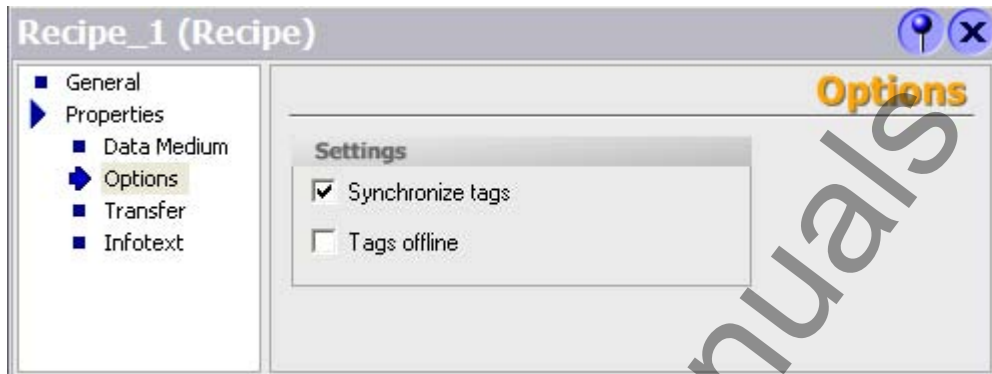 Recipe_1 (Recipe)
General
Properties
Data Medium
Options
Transfer
Infotext
Options
Settings
Synchronize tags
Tags offline